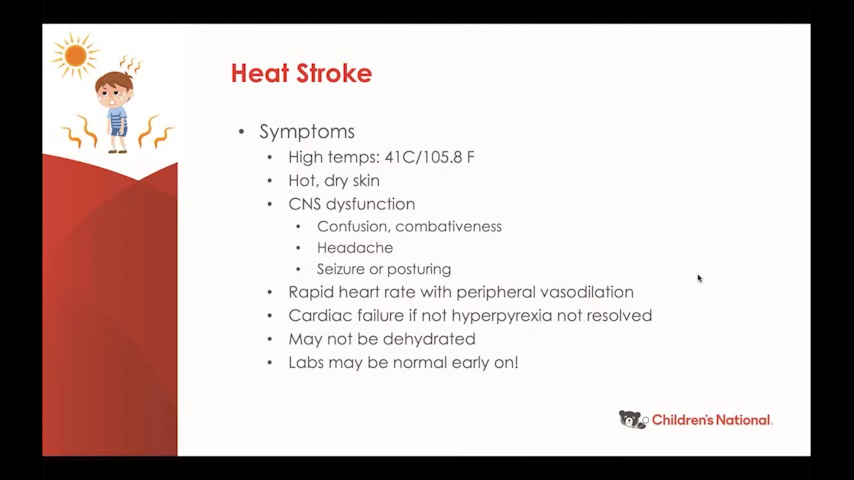 Heat Stroke
• Symptoms
• High temps: 41C/105.8 F
• Hot, dry skin
• CNS dysfunction
• Confusion, combativeness
• Headache
• Seizure or posturing
• Rapid heart rate with peripheral vasodilation
• Cardiac failure if not hyperpyrexia not resolved
• May not be dehydrated
• Labs may be normal early on!
Children's National